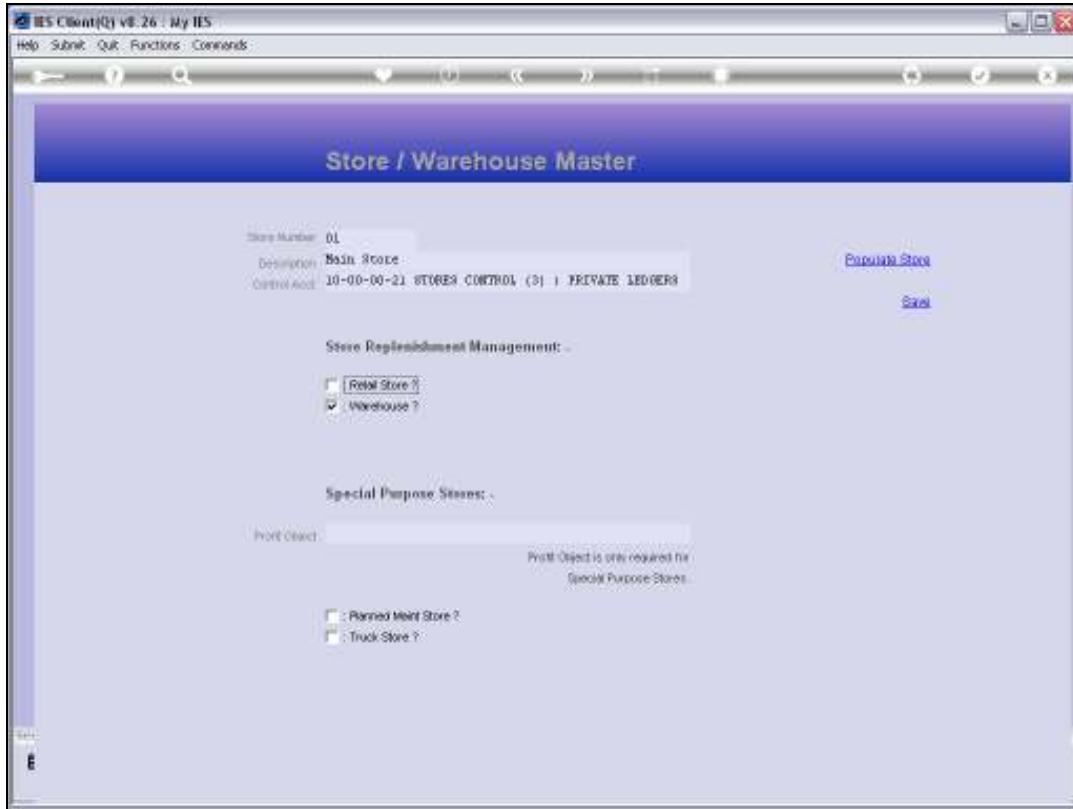 IES Client(Q) v8.26 : My IES
Help Submit Quit Functions Commands
Store / Warehouse Master
Store Number 01
Description Main Store
Control Acct 10-00-00-21 STORES CONTROL (3) : PRIVATE LEDGERS
Populate Store
Save
Store Replenishment Management: -
: Retail Store ?
: Warehouse ?
Special Purpose Stores: -
Profit Object
Profit Object is only required for
Special Purpose Stores.
: Planned Maint Store ?
: Truck Store ?